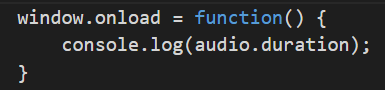 window.onload = function() {
    console.log(audio.duration);
}